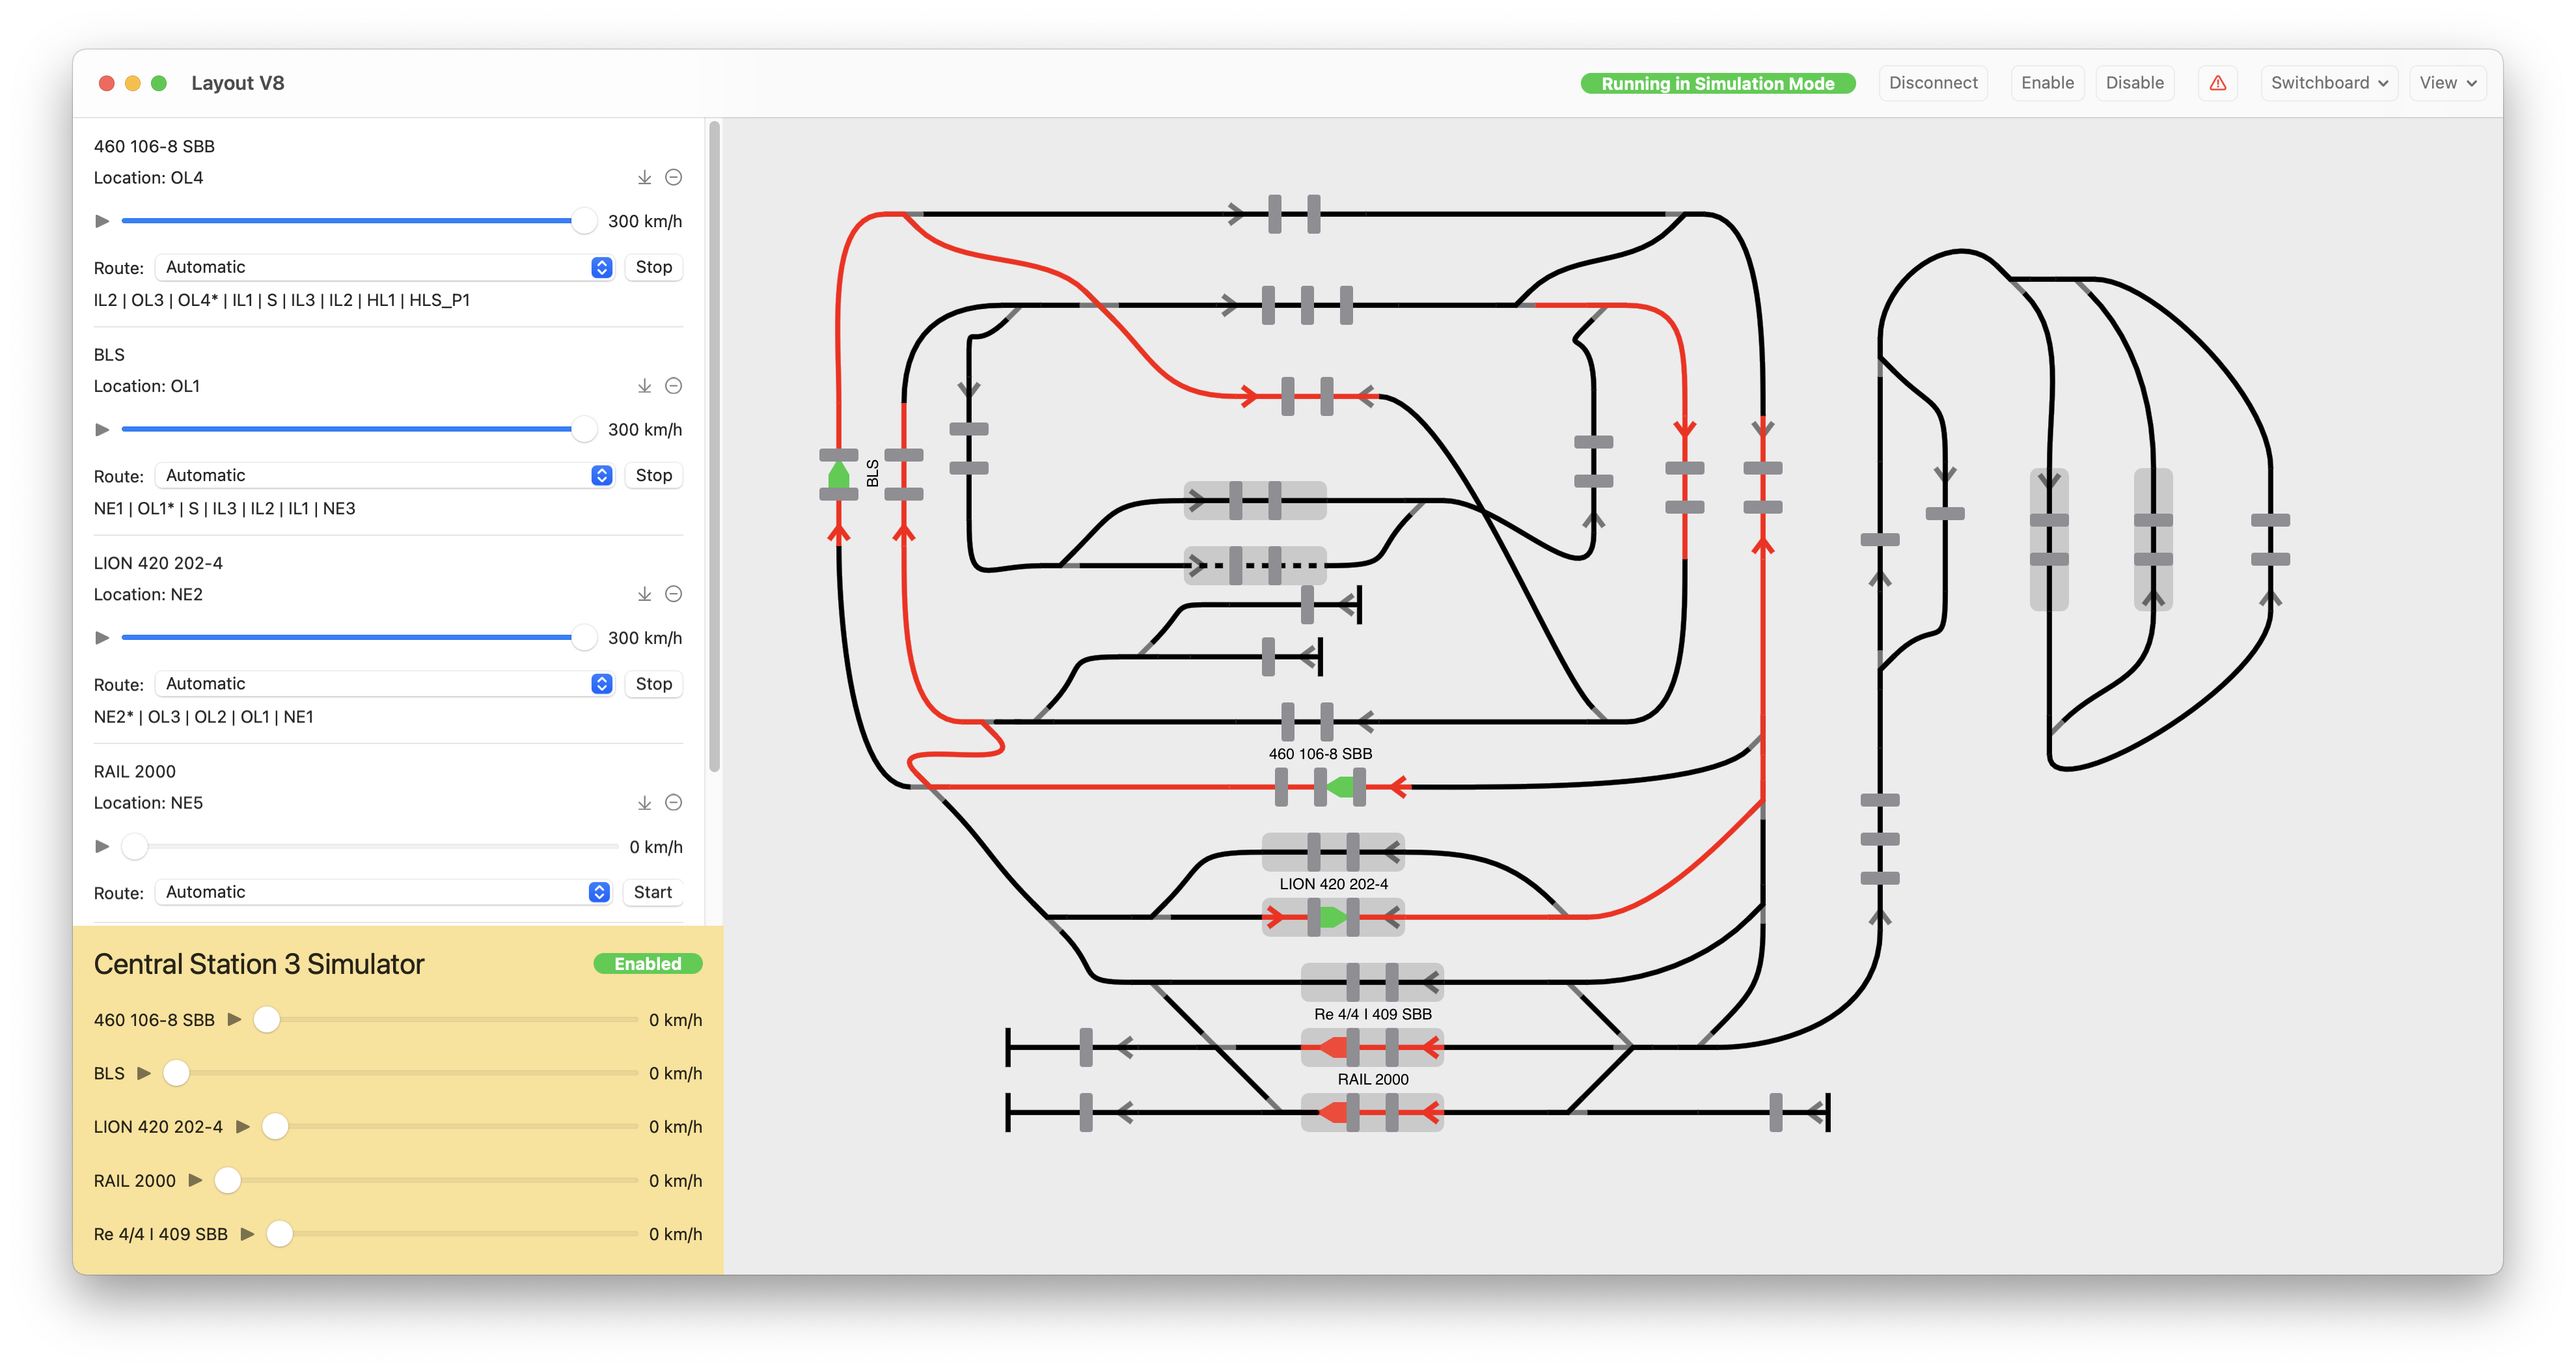 Layout V8
Running in Simulation Mode
Disconnect
Enable
Disable
Switchboard
View
460 106-8 SBB
Location: OL4
300 km/h
Route: Automatic Stop
IL2 | OL3 | OL4* | IL1 | S | IL3 | IL2 | HL1 | HLS_P1
BLS
Location: OL1
300 km/h
Route: Automatic Stop
NE1 | OL1* | S | IL3 | IL2 | IL1 | NE3
LION 420 202-4
Location: NE2
300 km/h
Route: Automatic Stop
NE2* | OL3 | OL2 | OL1 | NE1
RAIL 2000
Location: NE5
0 km/h
Route: Automatic Start
Central Station 3 Simulator Enabled
460 106-8 SBB 0 km/h
BLS 0 km/h
LION 420 202-4 0 km/h
RAIL 2000 0 km/h
Re 4/4 I 409 SBB 0 km/h
BLS
460 106-8 SBB
LION 420 202-4
Re 4/4 I 409 SBB
RAIL 2000